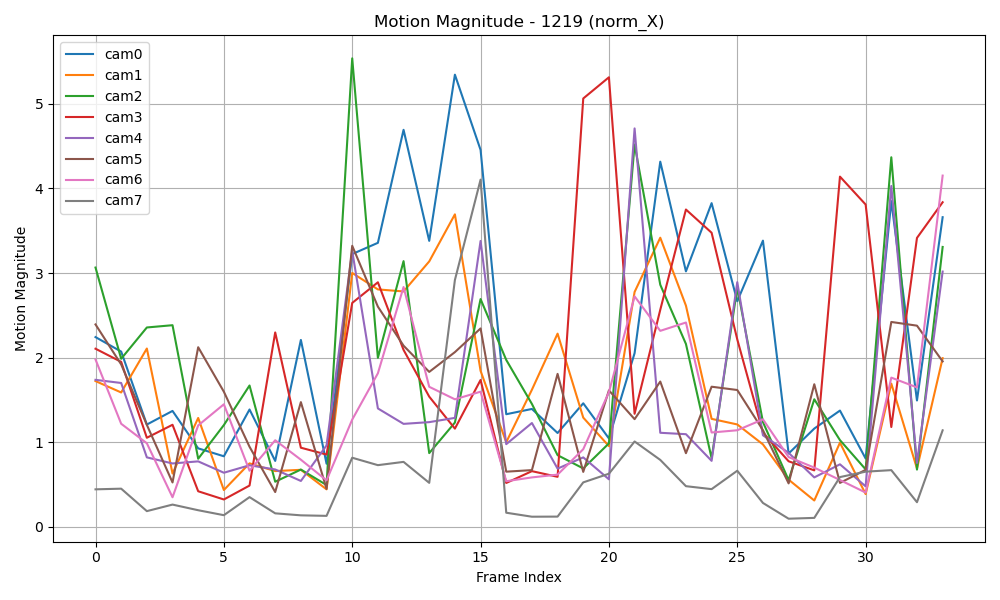 Motion Magnitude - 1219 (norm_X)
cam0
cam1
cam2
cam3
cam4
cam5
cam6
cam7
Motion Magnitude
5
4
3
2
1
0
0 5 10 15 20 25 30
Frame Index